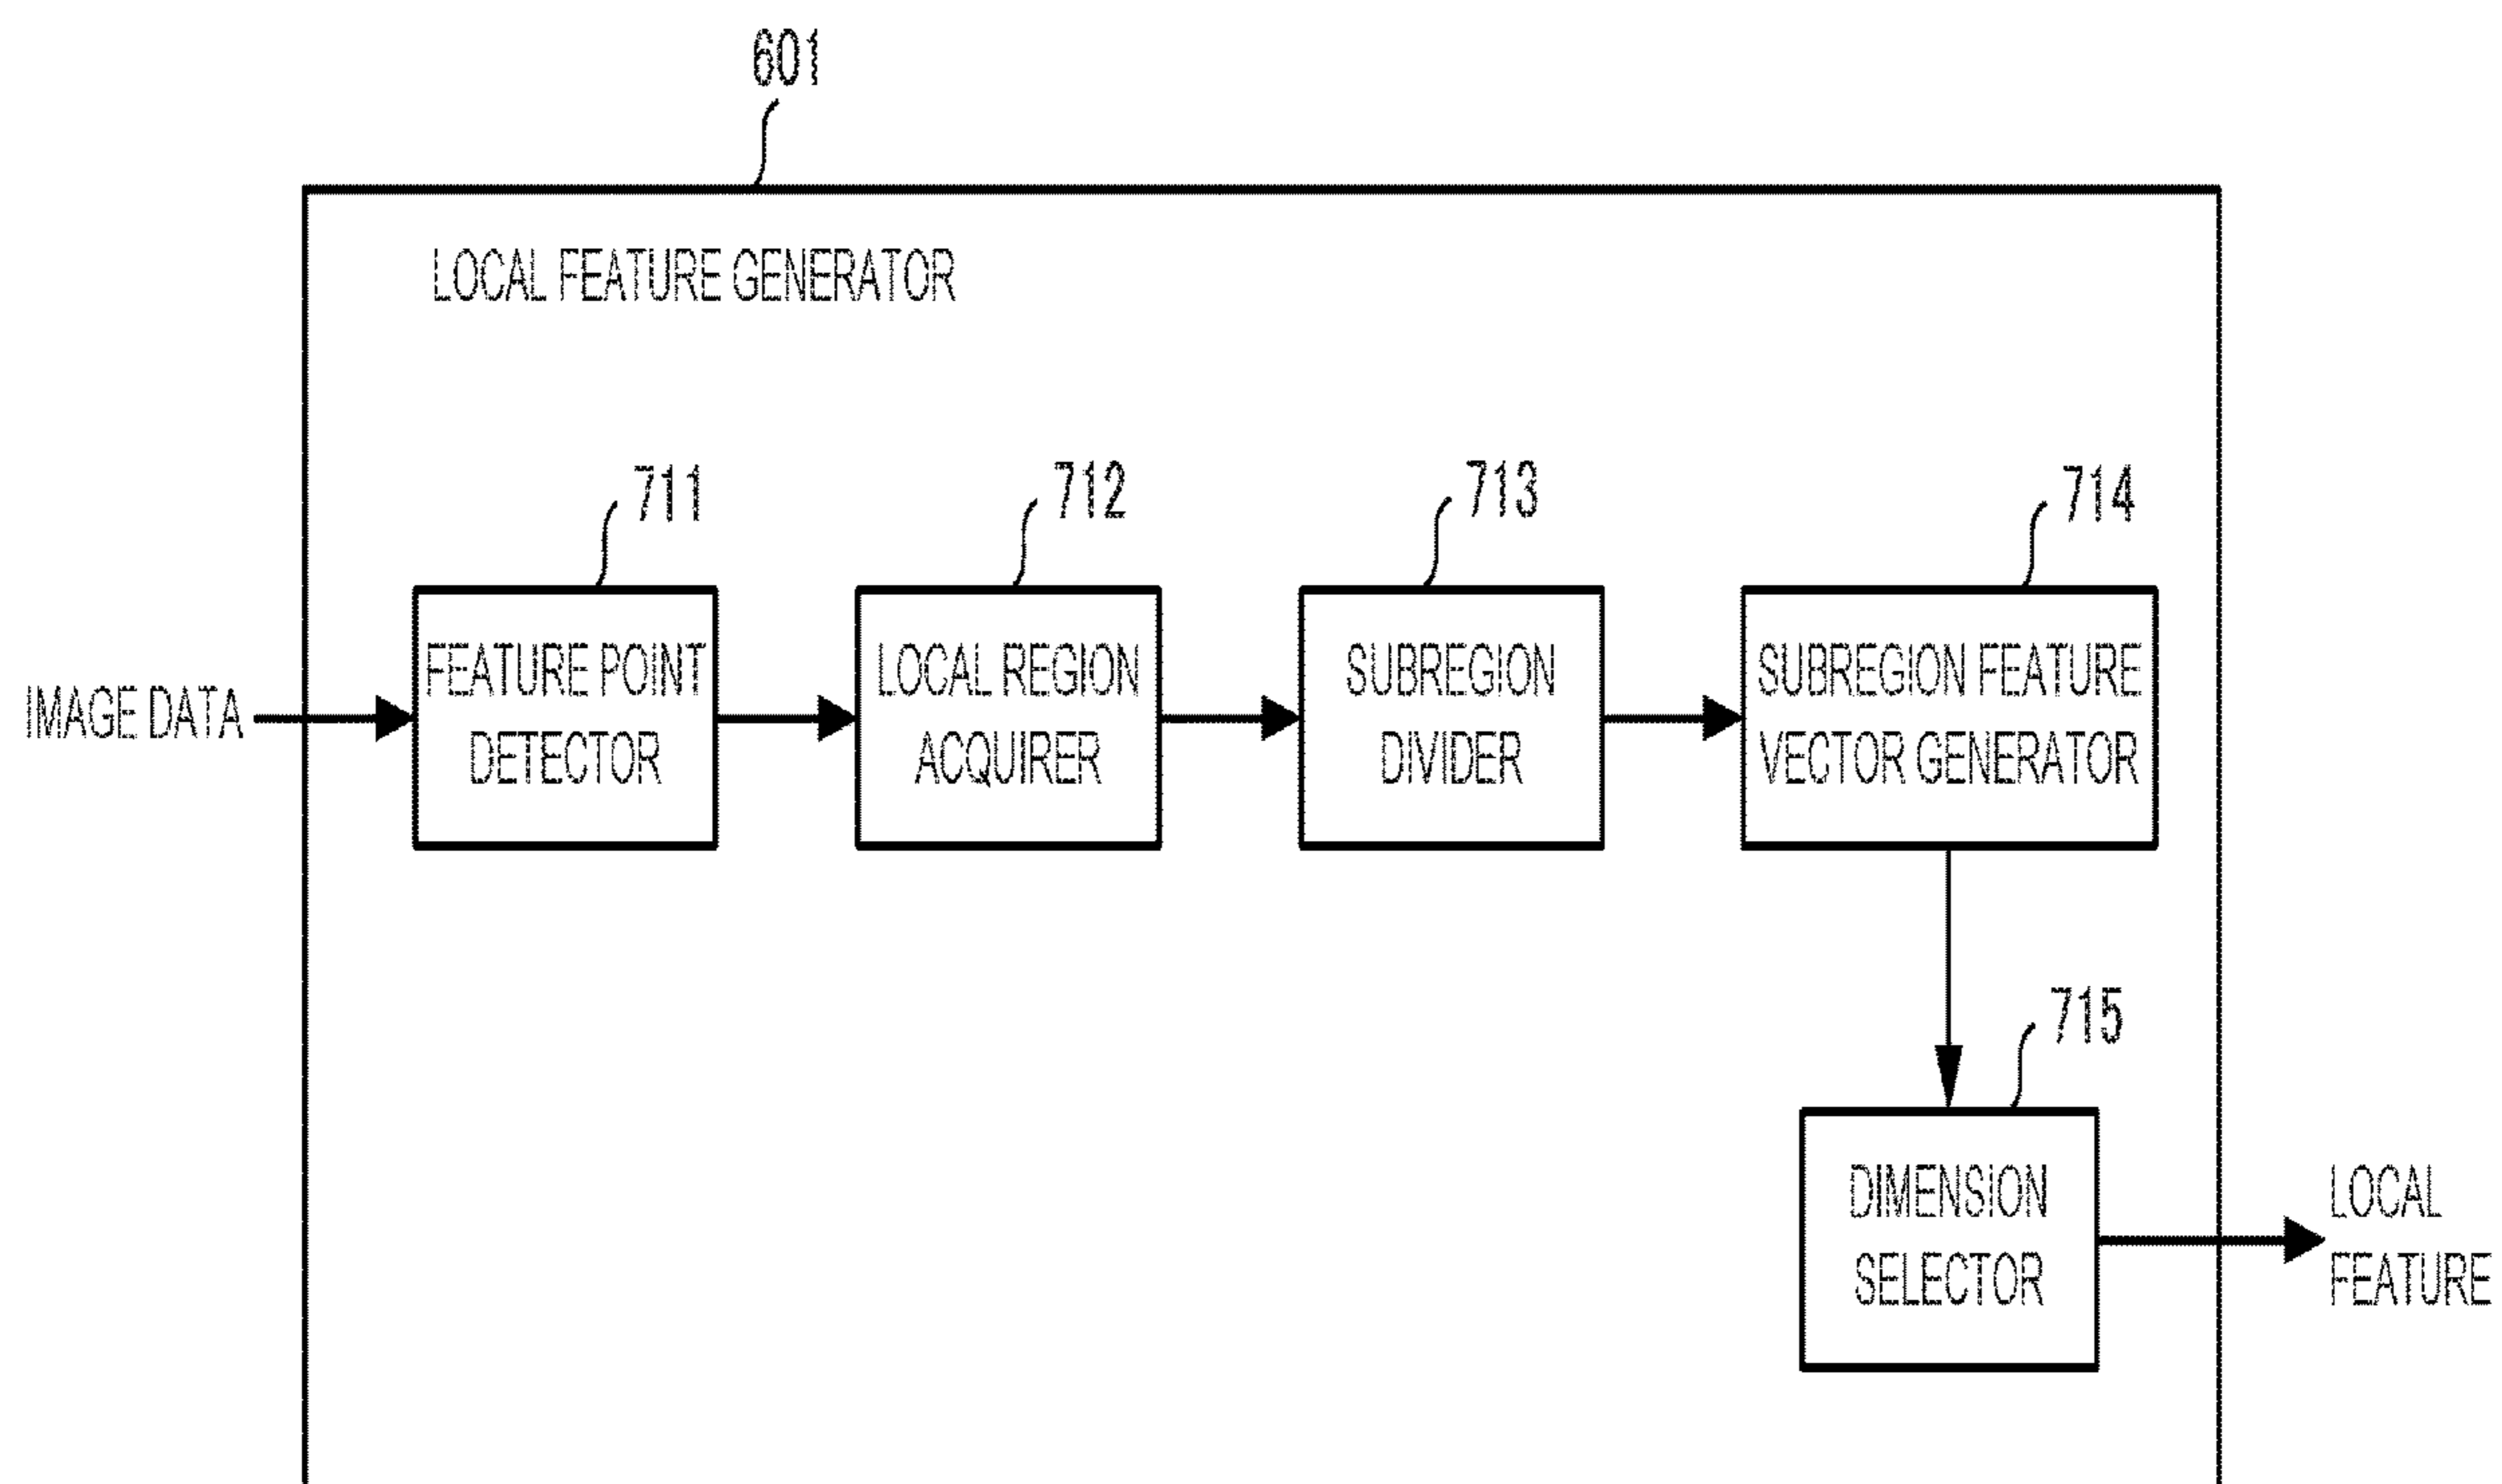 601
LOCAL FEATURE GENERATOR
711
712
713
714
IMAGE DATA
FEATURE POINT
DETECTOR
LOCAL REGION
ACQUIRER
SUBREGION
DIVIDER
SUBREGION FEATURE
VECTOR GENERATOR
715
DIMENSION
SELECTOR
LOCAL
FEATURE